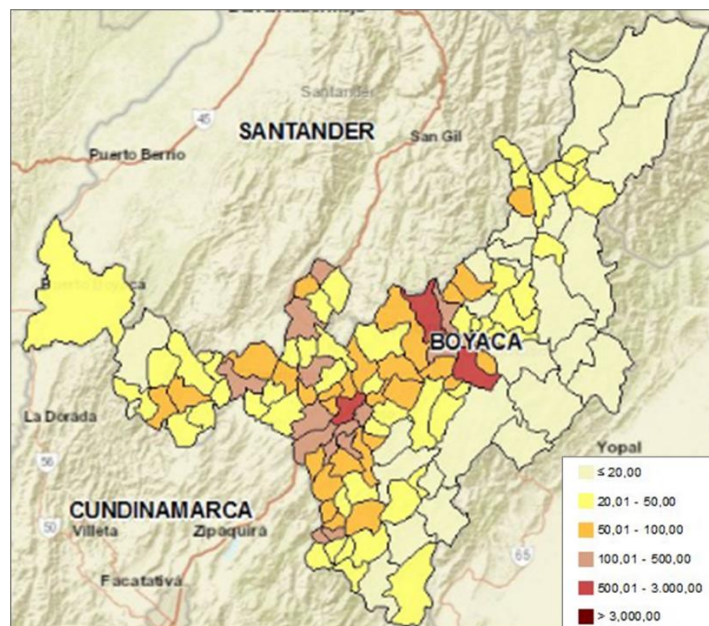 Santander
SANTANDER
45
San Gil
Puerto Berrio
Puerto Boyaca
BOYACA
La Dorada
56
Yopal
CUNDINAMARCA
50
Villeta
Zipaquirá
65
Facatativá
≤ 20,00
20,01 - 50,00
50,01 - 100,00
100,01 - 500,00
500,01 - 3.000,00
> 3,000,00